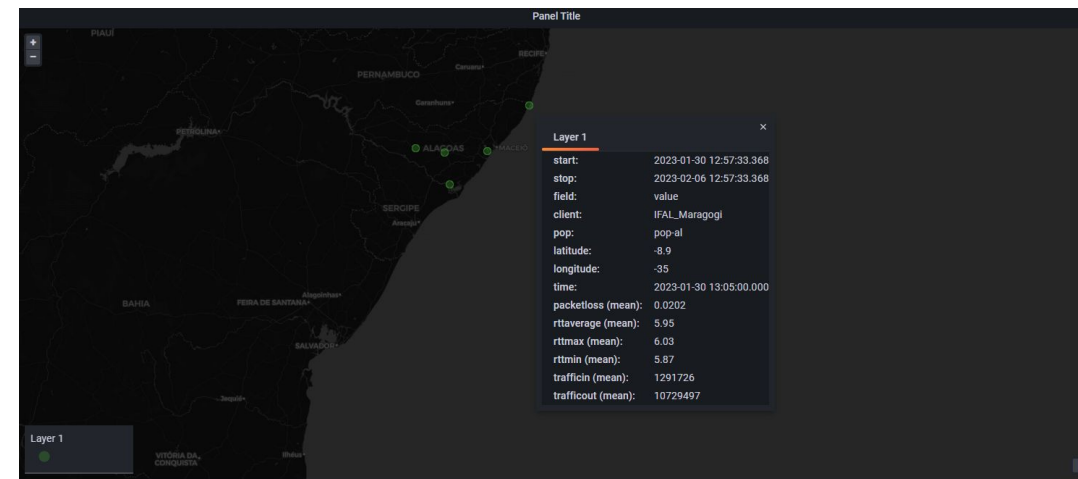 Panel Title
+
−
PIAUÍ
RECIFE
PERNAMBUCO
Caruaru
Garanhuns
PETROLINA
ALAGOAS
MACEIÓ
SERGIPE
Aracaju
BAHIA
FEIRA DE SANTANA
Alagoinhas
SALVADOR
Jequié
VITÓRIA DA
CONQUISTA
Ilhéus
Layer 1
×
start: 2023-01-30 12:57:33.368
stop: 2023-02-06 12:57:33.368
field: value
client: IFAL_Maragogi
pop: pop-al
latitude: -8.9
longitude: -35
time: 2023-01-30 13:05:00.000
packetloss (mean): 0.0202
rttaverage (mean): 5.95
rttmax (mean): 6.03
rttmin (mean): 5.87
trafficin (mean): 1291726
trafficout (mean): 10729497
Layer 1